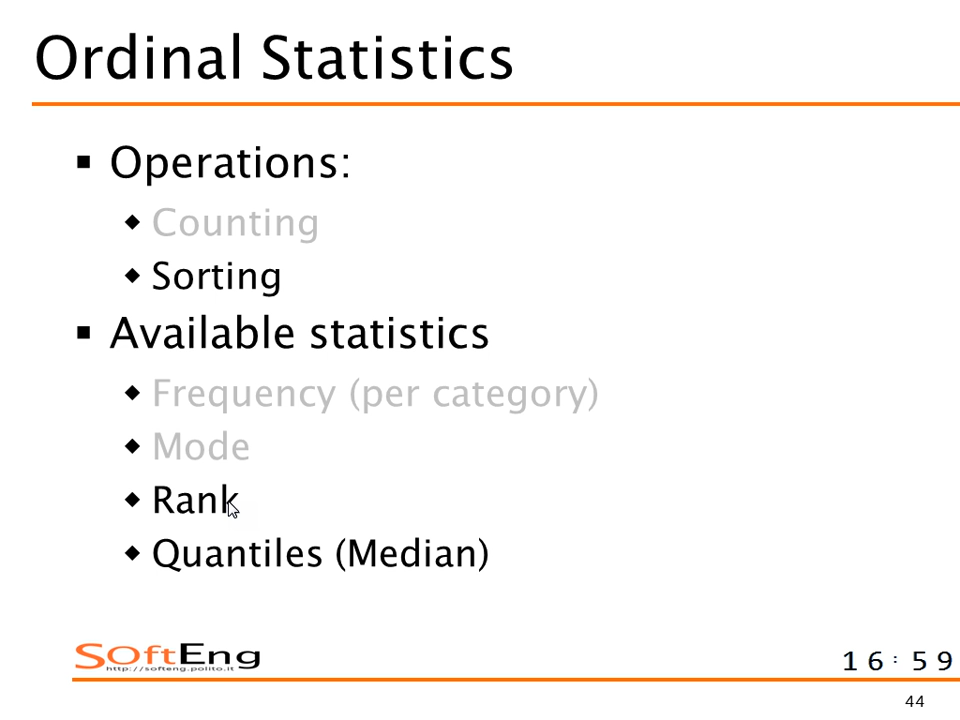 Ordinal Statistics
Operations:
Counting
Sorting
Available statistics
Frequency (per category)
Mode
Rank
Quantiles (Median)
SOftEng
http://softeng.polito.it
16:59
44